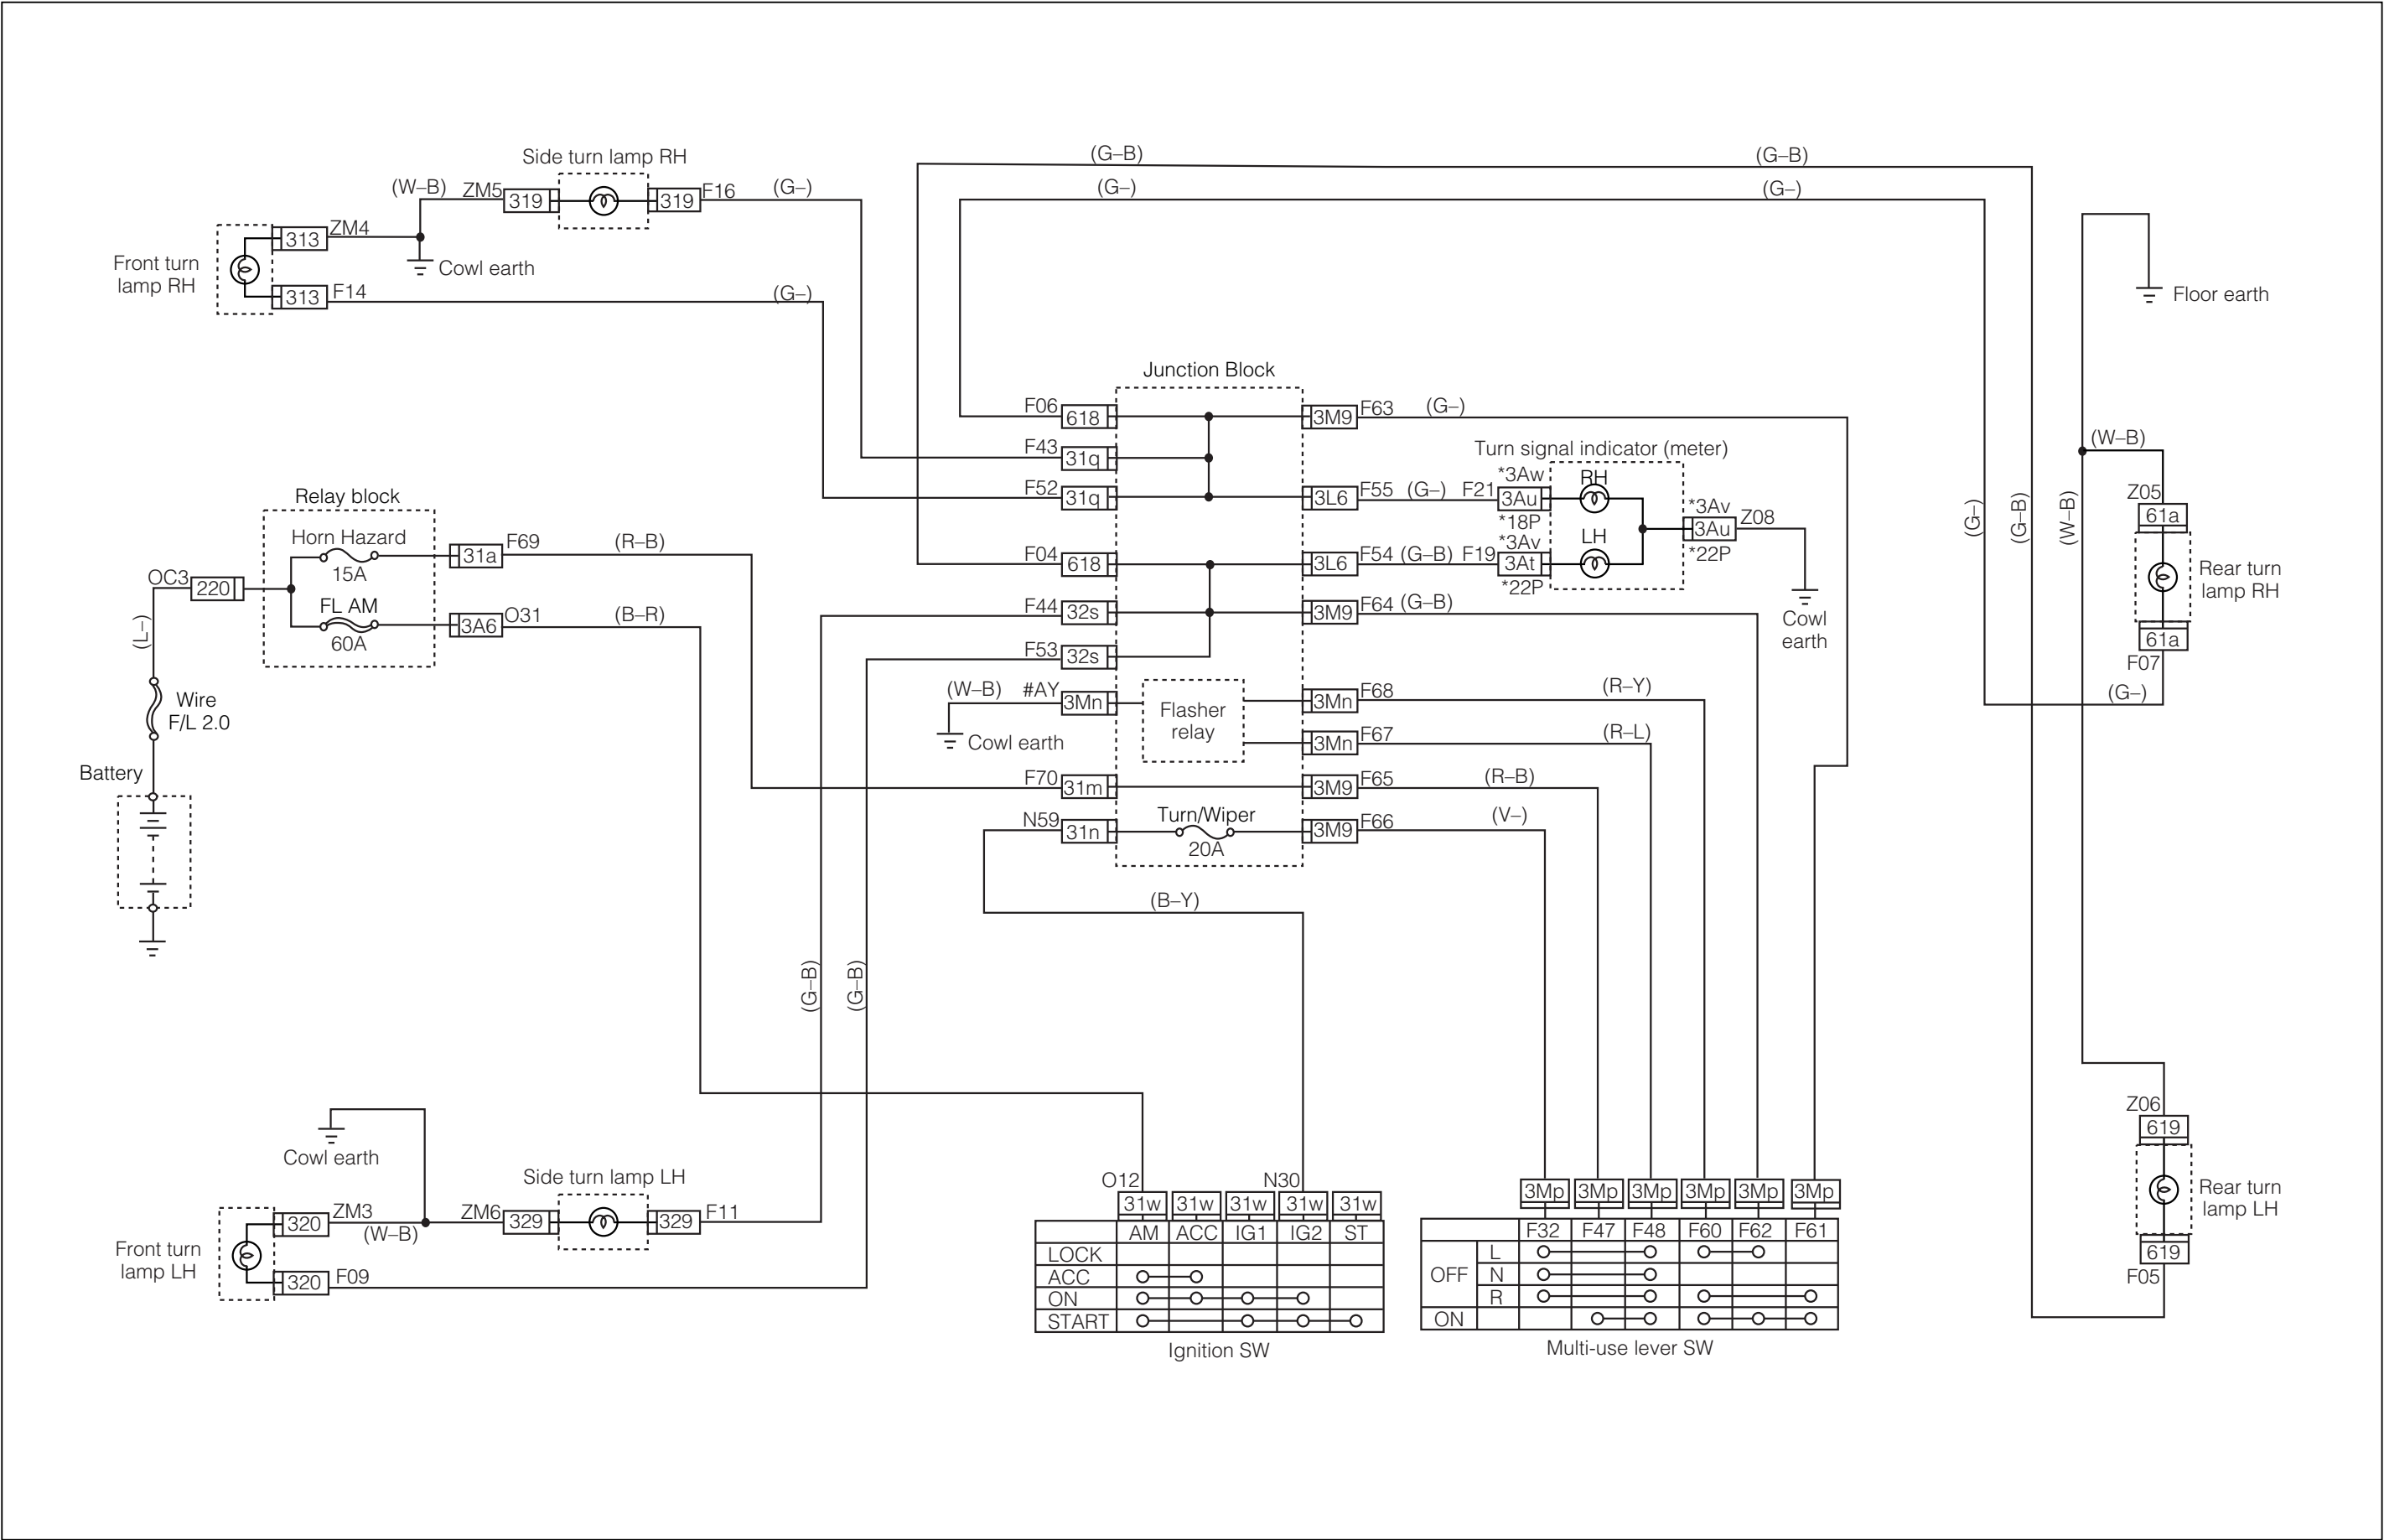 (G–B)
(G–B)
Side turn lamp RH
(W–B)
ZM5
319
319
F16
(G–)
(G–)
(G–)
313
ZM4
Front turn
lamp RH
Cowl earth
313
F14
(G–)
Floor earth
Junction Block
F06
618
3M9
F63
(G–)
F43
31q
F52
31q
3L6
F55
(G–)
F21
Turn signal indicator (meter)
*3Aw
3Au
*18P
RH
*3Av
3At
*22P
LH
*3Av
3Au
*22P
Z08
Cowl
earth
F04
618
3L6
F54
(G–B)
F19
F44
32s
3M9
F64
(G–B)
F53
32s
(W–B)
#AY
3Mn
Cowl earth
Flasher
relay
3Mn
F68
(R–Y)
3Mn
F67
(R–L)
F70
31m
3M9
F65
(R–B)
N59
31n
Turn/Wiper
20A
3M9
F66
(V–)
(B–Y)
Relay block
Horn Hazard
15A
31a
F69
(R–B)
FL AM
60A
3A6
O31
(B–R)
OC3
220
(L–)
Wire
F/L 2.0
Battery
(G–)
(G–B)
(W–B)
(W–B)
Z05
61a
Rear turn
lamp RH
61a
F07
(G–)
(G–B)
(G–B)
Cowl earth
Side turn lamp LH
320
ZM3
(W–B)
ZM6
329
329
F11
Front turn
lamp LH
320
F09
O12
N30
31w
31w
31w
31w
31w
AM
ACC
IG1
IG2
ST
LOCK
ACC
ON
START
Ignition SW
3Mp
3Mp
3Mp
3Mp
3Mp
3Mp
F32
F47
F48
F60
F62
F61
OFF
L
N
R
ON
Multi-use lever SW
Z06
619
Rear turn
lamp LH
619
F05